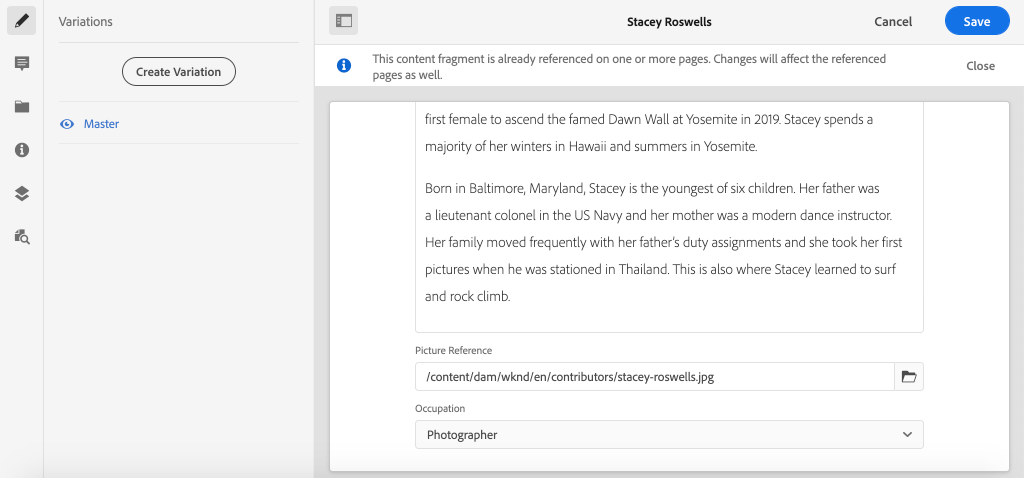 Variations
Create Variation
Master
Stacey Roswells
Cancel
Save
This content fragment is already referenced on one or more pages. Changes will affect the referenced
pages as well.
Close
first female to ascend the famed Dawn Wall at Yosemite in 2019. Stacey spends a
majority of her winters in Hawaii and summers in Yosemite.
Born in Baltimore, Maryland, Stacey is the youngest of six children. Her father was
a lieutenant colonel in the US Navy and her mother was a modern dance instructor.
Her family moved frequently with her father's duty assignments and she took her first
pictures when he was stationed in Thailand. This is also where Stacey learned to surf
and rock climb.
Picture Reference
/content/dam/wknd/en/contributors/stacey-roswells.jpg
Occupation
Photographer